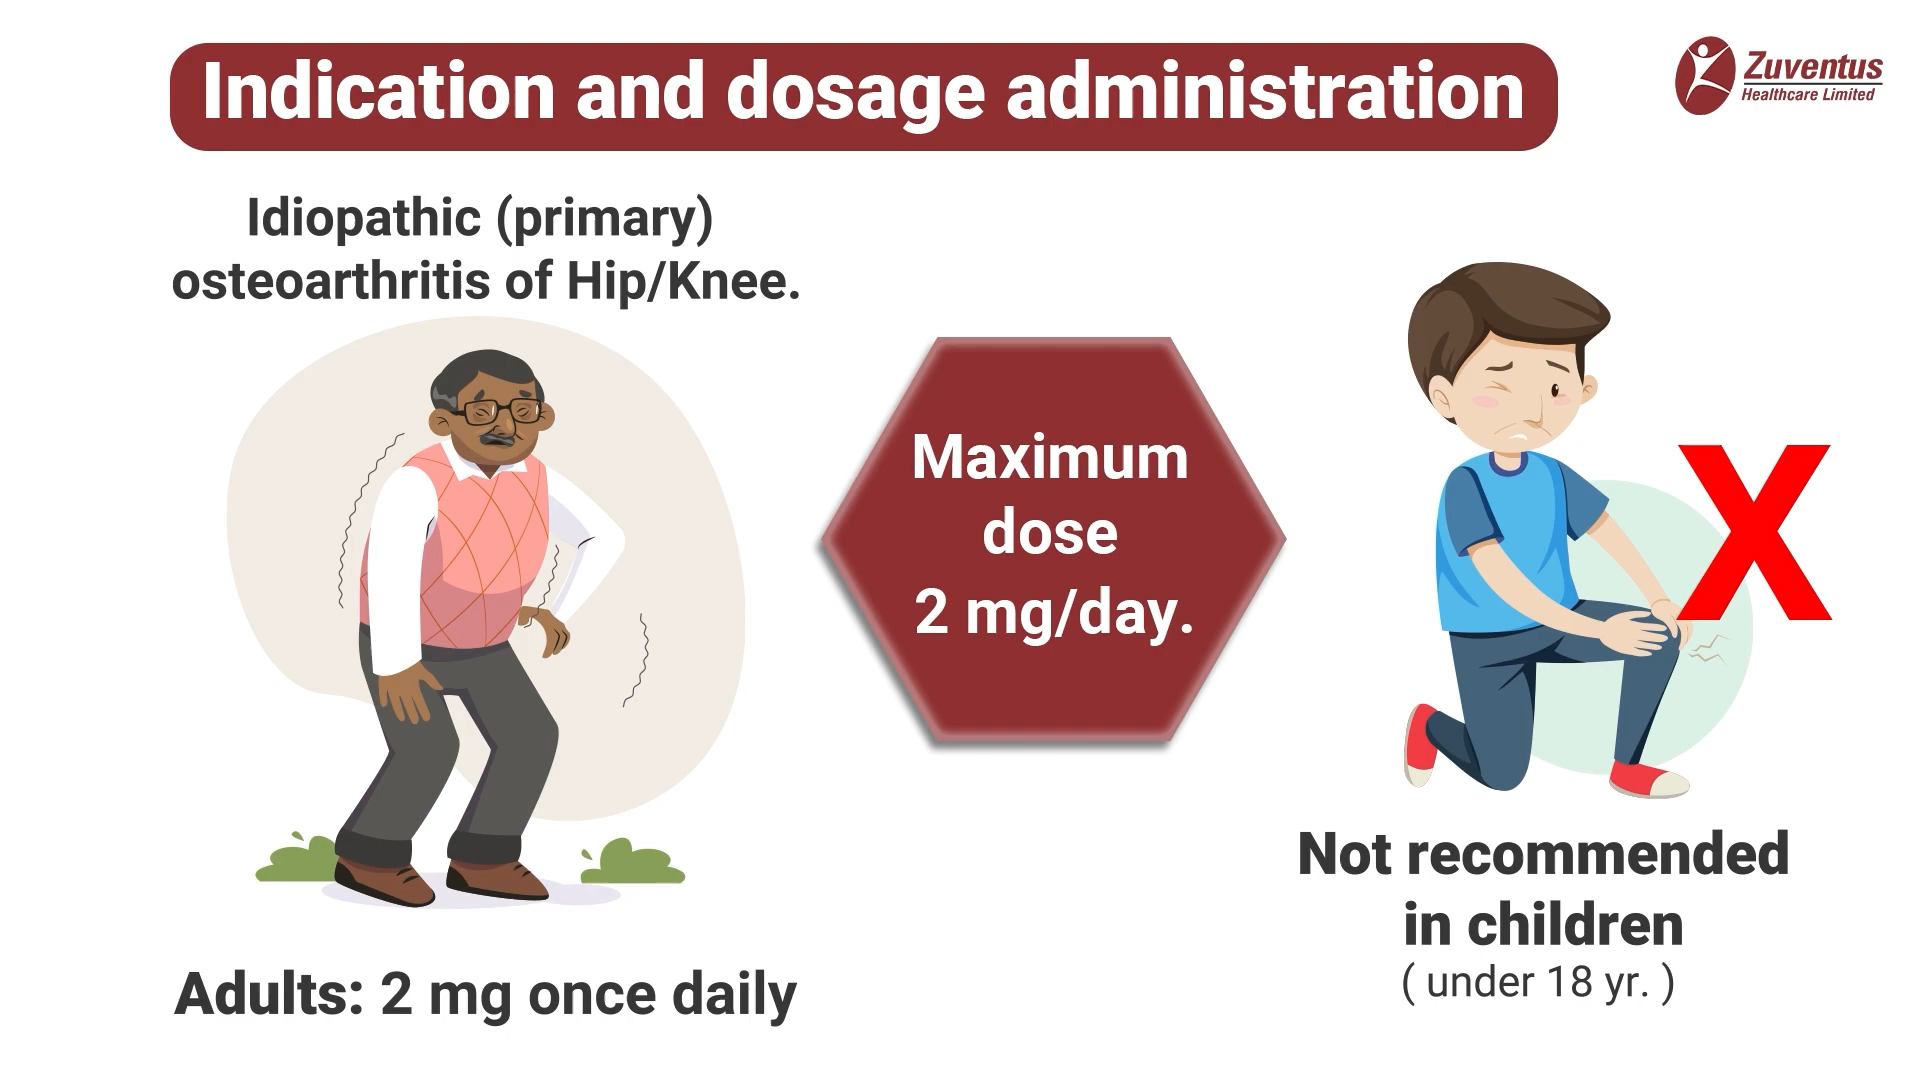 Indication and dosage administration
Zuventus
Healthcare Limited
Idiopathic (primary)
osteoarthritis of Hip/Knee.
Maximum
dose
2 mg/day.
X
Not recommended
in children
( under 18 yr. )
Adults: 2 mg once daily